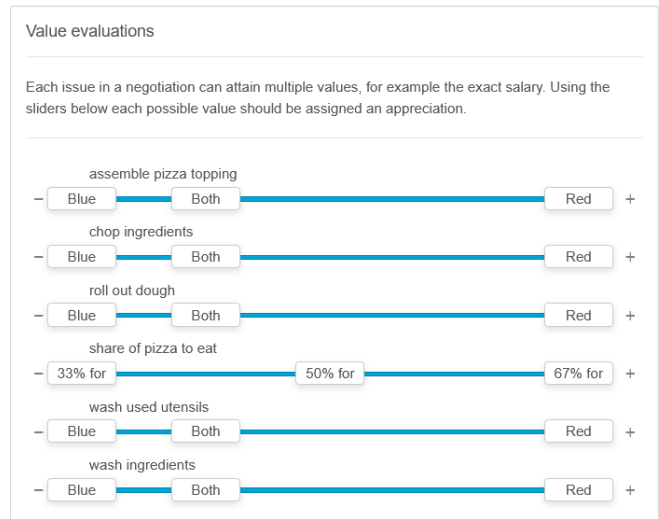 Value evaluations
Each issue in a negotiation can attain multiple values, for example the exact salary. Using the
sliders below each possible value should be assigned an appreciation.
assemble pizza topping
− Blue Both Red +
chop ingredients
− Blue Both Red +
roll out dough
− Blue Both Red +
share of pizza to eat
− 33% for 50% for 67% for +
wash used utensils
− Blue Both Red +
wash ingredients
− Blue Both Red +